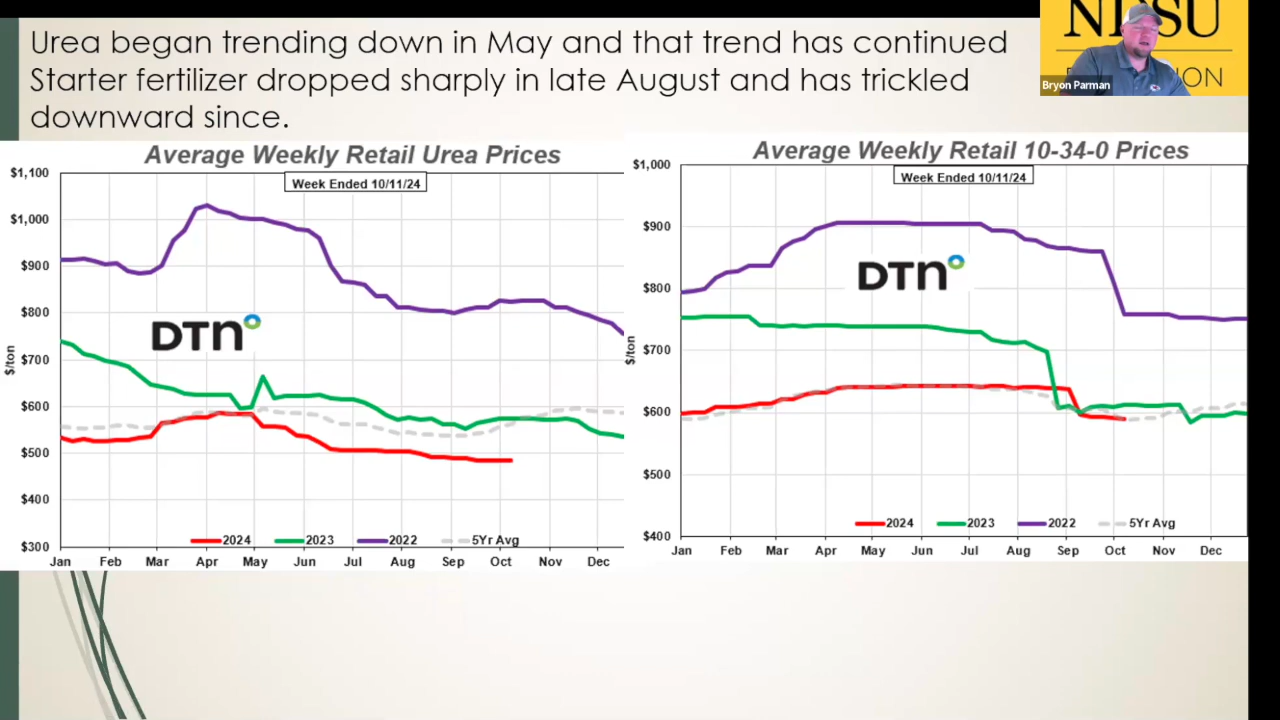 Urea began trending down in May and that trend has continued
Starter fertilizer dropped sharply in late August and has trickled
downward since.
NDSU
Bryon Parman
Average Weekly Retail Urea Prices
Week Ended 10/11/24
$1,100
$1,000
$900
$800
$700
$600
$500
$400
$300
$/ton
DTN
2024 2023 2022 5Yr Avg
Jan Feb Mar Apr May Jun Jul Aug Sep Oct Nov Dec
Average Weekly Retail 10-34-0 Prices
Week Ended 10/11/24
$1,000
$900
$800
$700
$600
$500
$400
$/ton
DTN
2024 2023 2022 5Yr Avg
Jan Feb Mar Apr May Jun Jul Aug Sep Oct Nov Dec